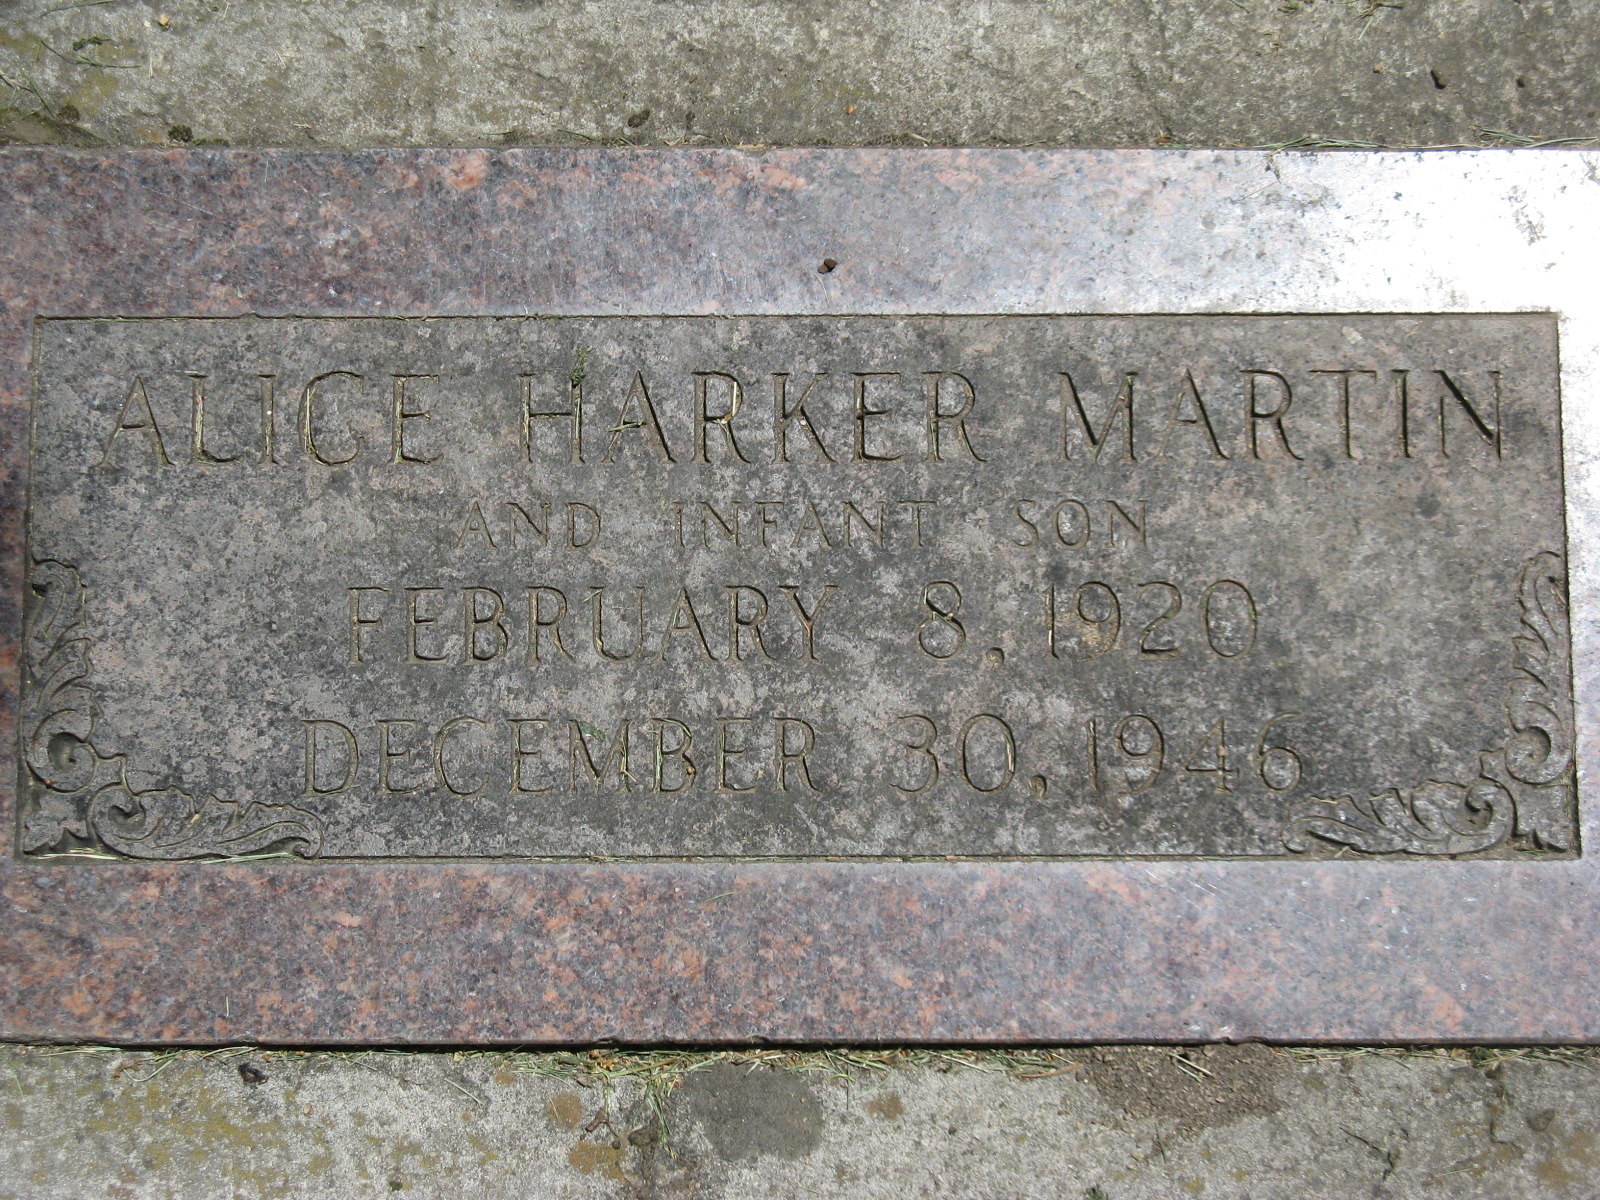 ALICE HARKER MARTIN
AND INFANT SON
FEBRUARY 8, 1920
DECEMBER 30, 1946